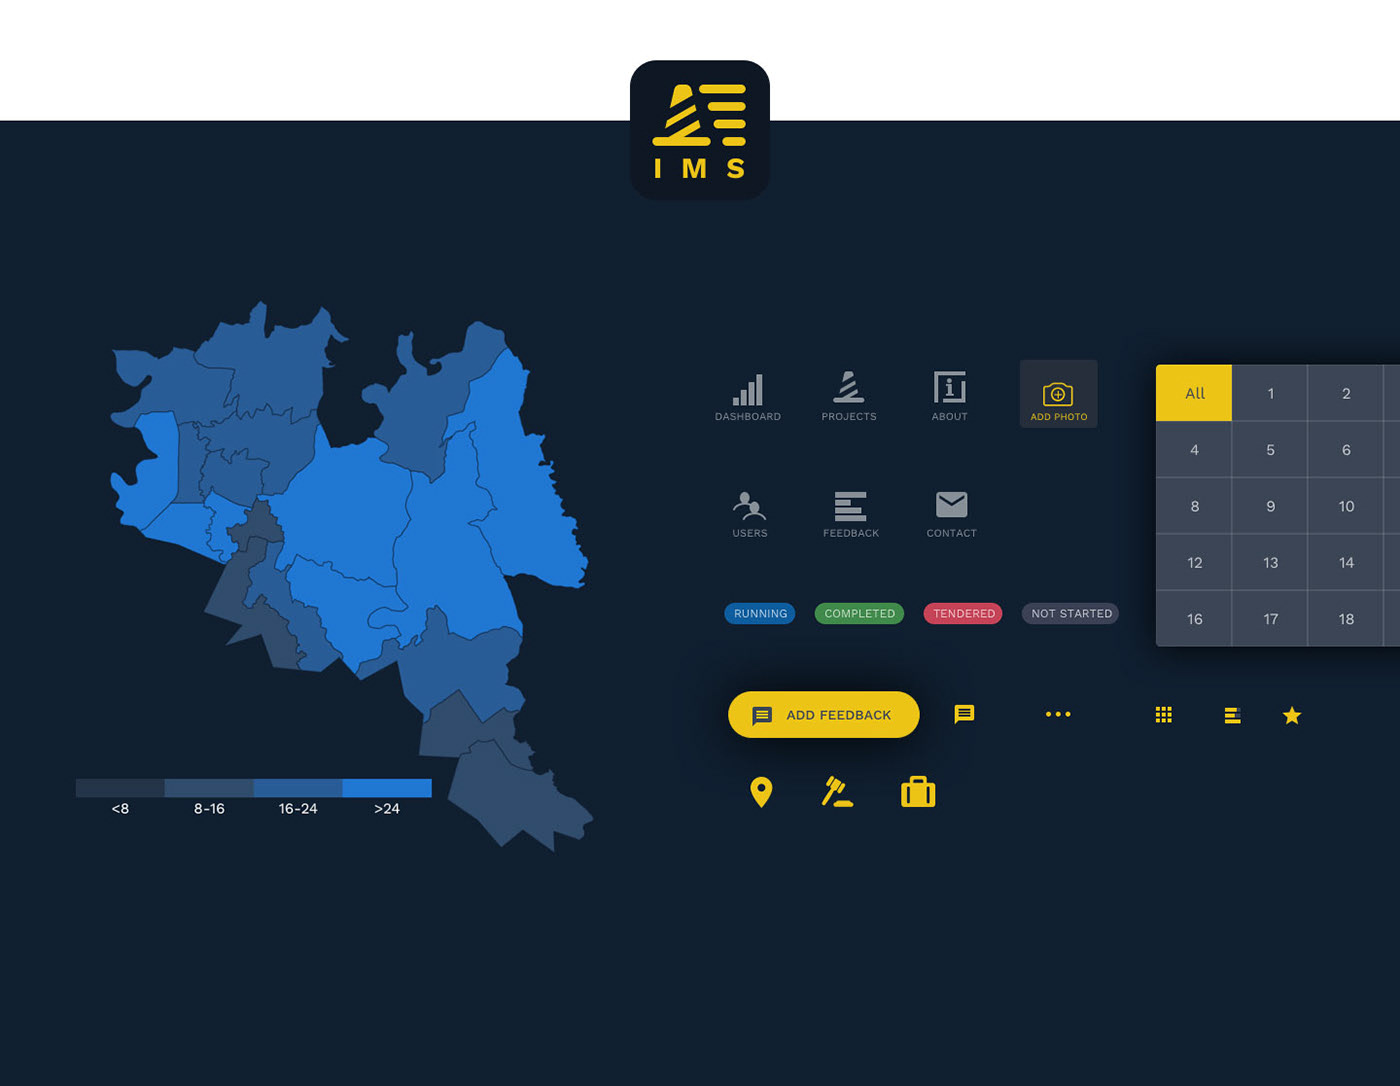 IMS
DASHBOARD PROJECTS ABOUT ADD PHOTO
USERS FEEDBACK CONTACT
RUNNING COMPLETED TENDERED NOT STARTED
ADD FEEDBACK
All 1 2
4 5 6
8 9 10
12 13 14
16 17 18
<8 8-16 16-24 >24